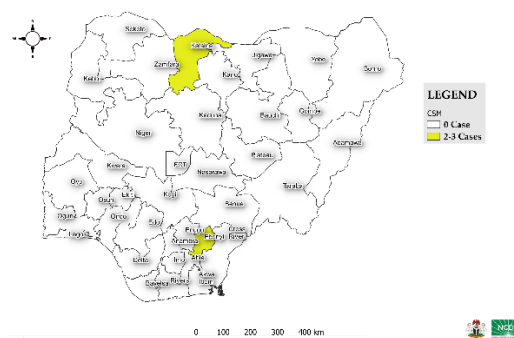 Sokoto
Katsina
Jigawa
Yobe
Borno
Zamfara
Kebbi
Kano
Kaduna
Bauchi
Gombe
Niger
Adamawa
Plateau
FCT
Kwara
Nasarawa
Oyo
Taraba
Kogi
Ekiti
Osun
Benue
Ogun
Ondo
Edo
Lagos
Enugu
Ebonyi
Cross
River
Anambra
Delta
Imo
Abia
Akwa
Ibom
Rivers
Bayelsa
LEGEND
CSM
0 Case
2-3 Cases
0 100 200 300 400 km
NCDC